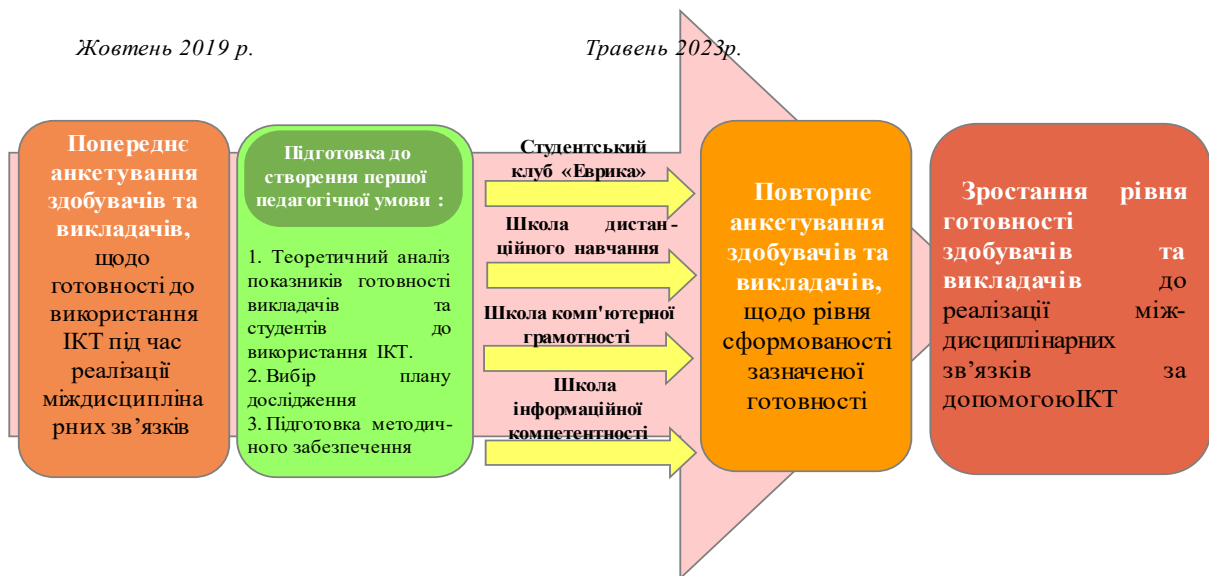 Жовтень 2019 р.
Травень 2023р.
Попереднє
анкетування
здобувачів та
викладачів,
щодо
готовності до
використання
ІКТ під час
реалізації
міждисципліна
рних зв’язків
Підготовка до
створення першої
педагогічної умови :
1. Теоретичний аналіз
показників готовності
викладачів та
студентів до
використання ІКТ.
2. Вибір плану
дослідження
3. Підготовка методич-
ного забезпечення
Студентський
клуб «Еврика»
Школа дистан-
ційного навчання
Школа комп'ютерної
грамотності
Школа
інформаційної
компетентності
Повторне
анкетування
здобувачів та
викладачів,
щодо рівня
сформованості
зазначеної
готовності
Зростання рівня
готовності
здобувачів та
викладачів до
реалізації між-
дисциплінарних
зв’язків за
допомогоюІКТ